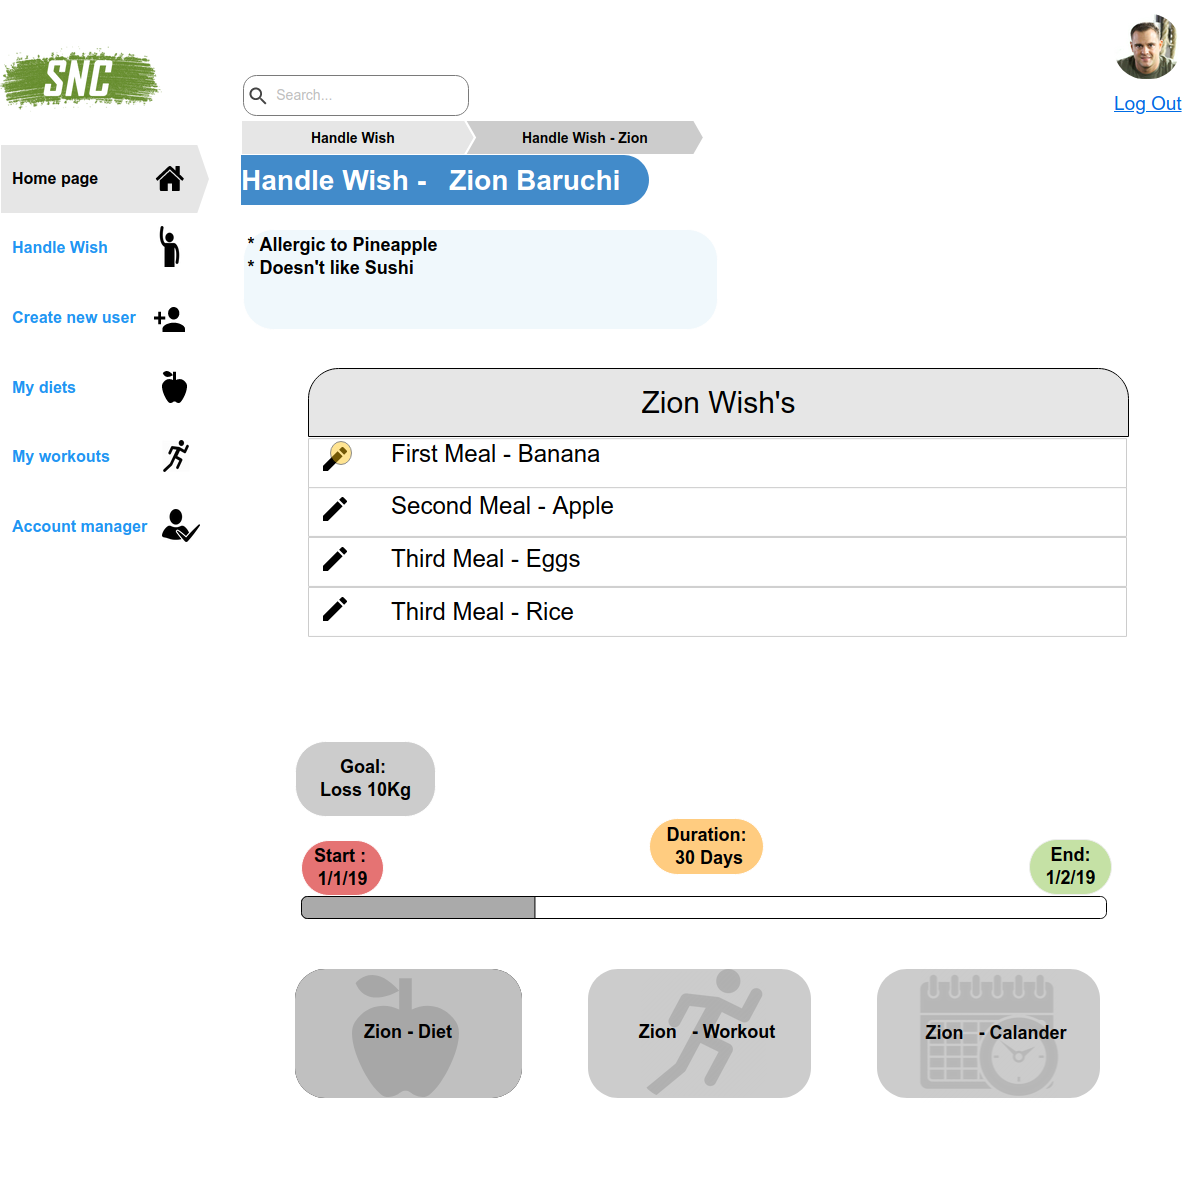 SNC
Log Out
Search...
Handle Wish
Handle Wish - Zion
Handle Wish - Zion Baruchi
Home page
Handle Wish
Create new user
My diets
My workouts
Account manager
* Allergic to Pineapple
* Doesn't like Sushi
Zion Wish's
First Meal - Banana
Second Meal - Apple
Third Meal - Eggs
Third Meal - Rice
Goal:
Loss 10Kg
Start :
1/1/19
Duration:
30 Days
End:
1/2/19
Zion - Diet
Zion - Workout
Zion - Calander